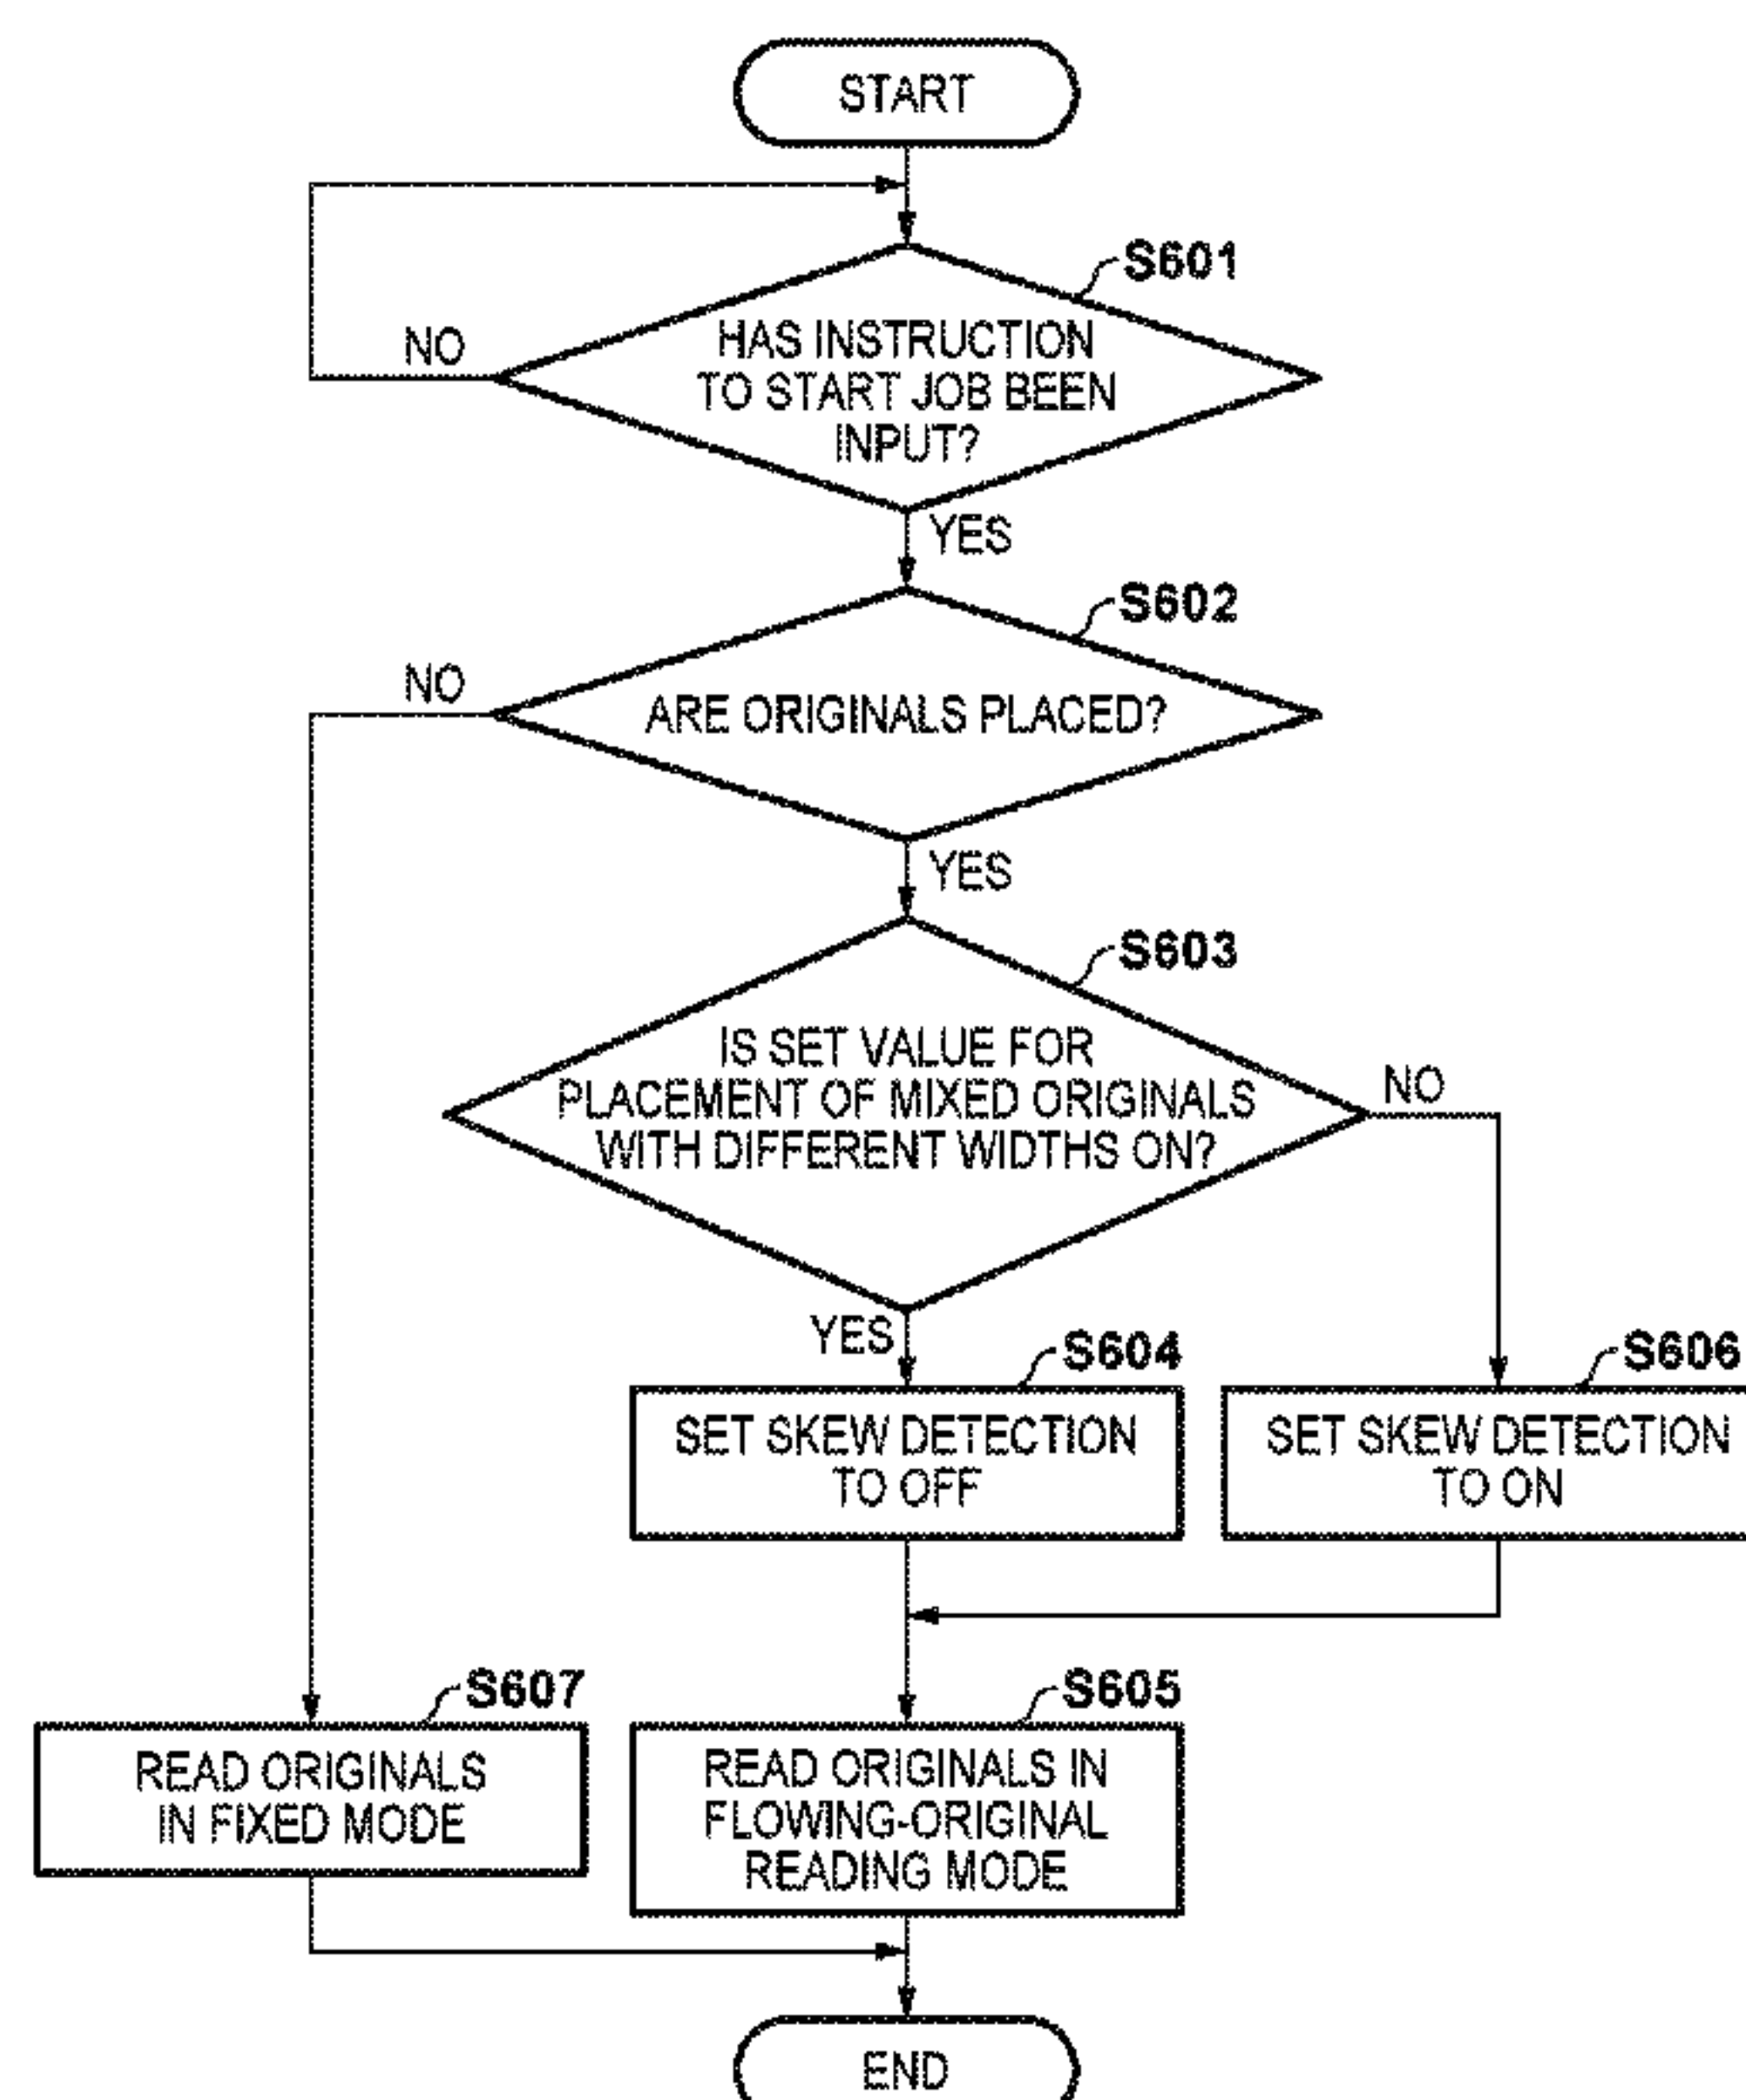 START
S601
HAS INSTRUCTION
TO START JOB BEEN
INPUT?
NO
YES
S602
ARE ORIGINALS PLACED?
NO
YES
S603
IS SET VALUE FOR
PLACEMENT OF MIXED ORIGINALS
WITH DIFFERENT WIDTHS ON?
NO
YES
S604
SET SKEW DETECTION
TO OFF
S606
SET SKEW DETECTION
TO ON
S607
READ ORIGINALS
IN FIXED MODE
S605
READ ORIGINALS IN
FLOWING-ORIGINAL
READING MODE
END